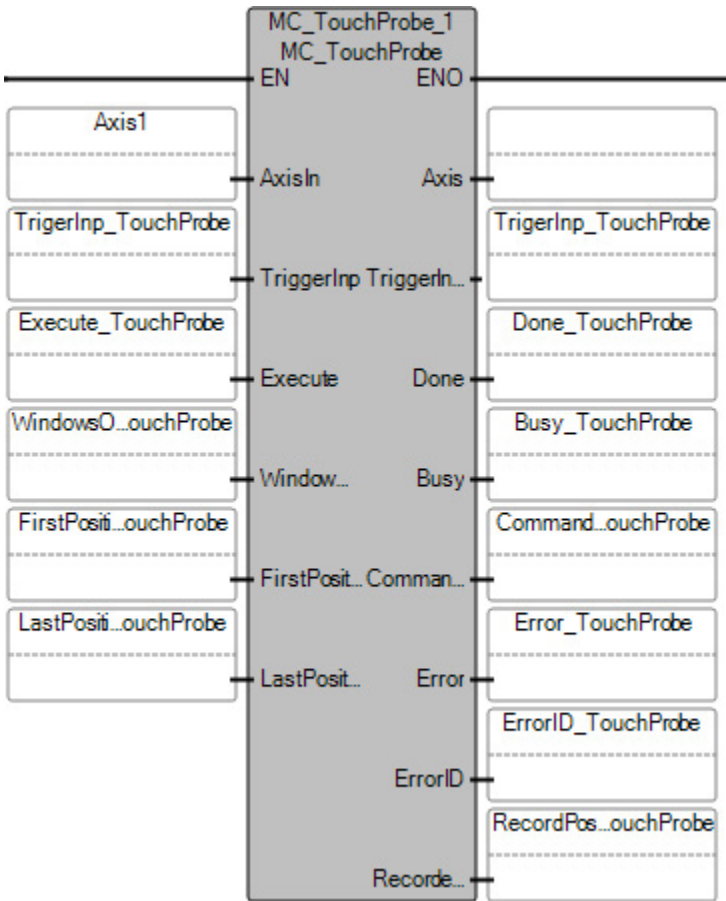 MC_TouchProbe_1
MC_TouchProbe
EN ENO
Axis1
AxisIn Axis
TrigerInp_TouchProbe TrigerInp_TouchProbe
TriggerInp TriggerIn...
Execute_TouchProbe Done_TouchProbe
Execute Done
WindowsO...ouchProbe Busy_TouchProbe
Window... Busy
FirstPositi...ouchProbe Command...ouchProbe
FirstPosit... Comman...
LastPositi...ouchProbe Error_TouchProbe
LastPosit... Error
ErrorID_TouchProbe
ErrorID
RecordPos...ouchProbe
Recorde...